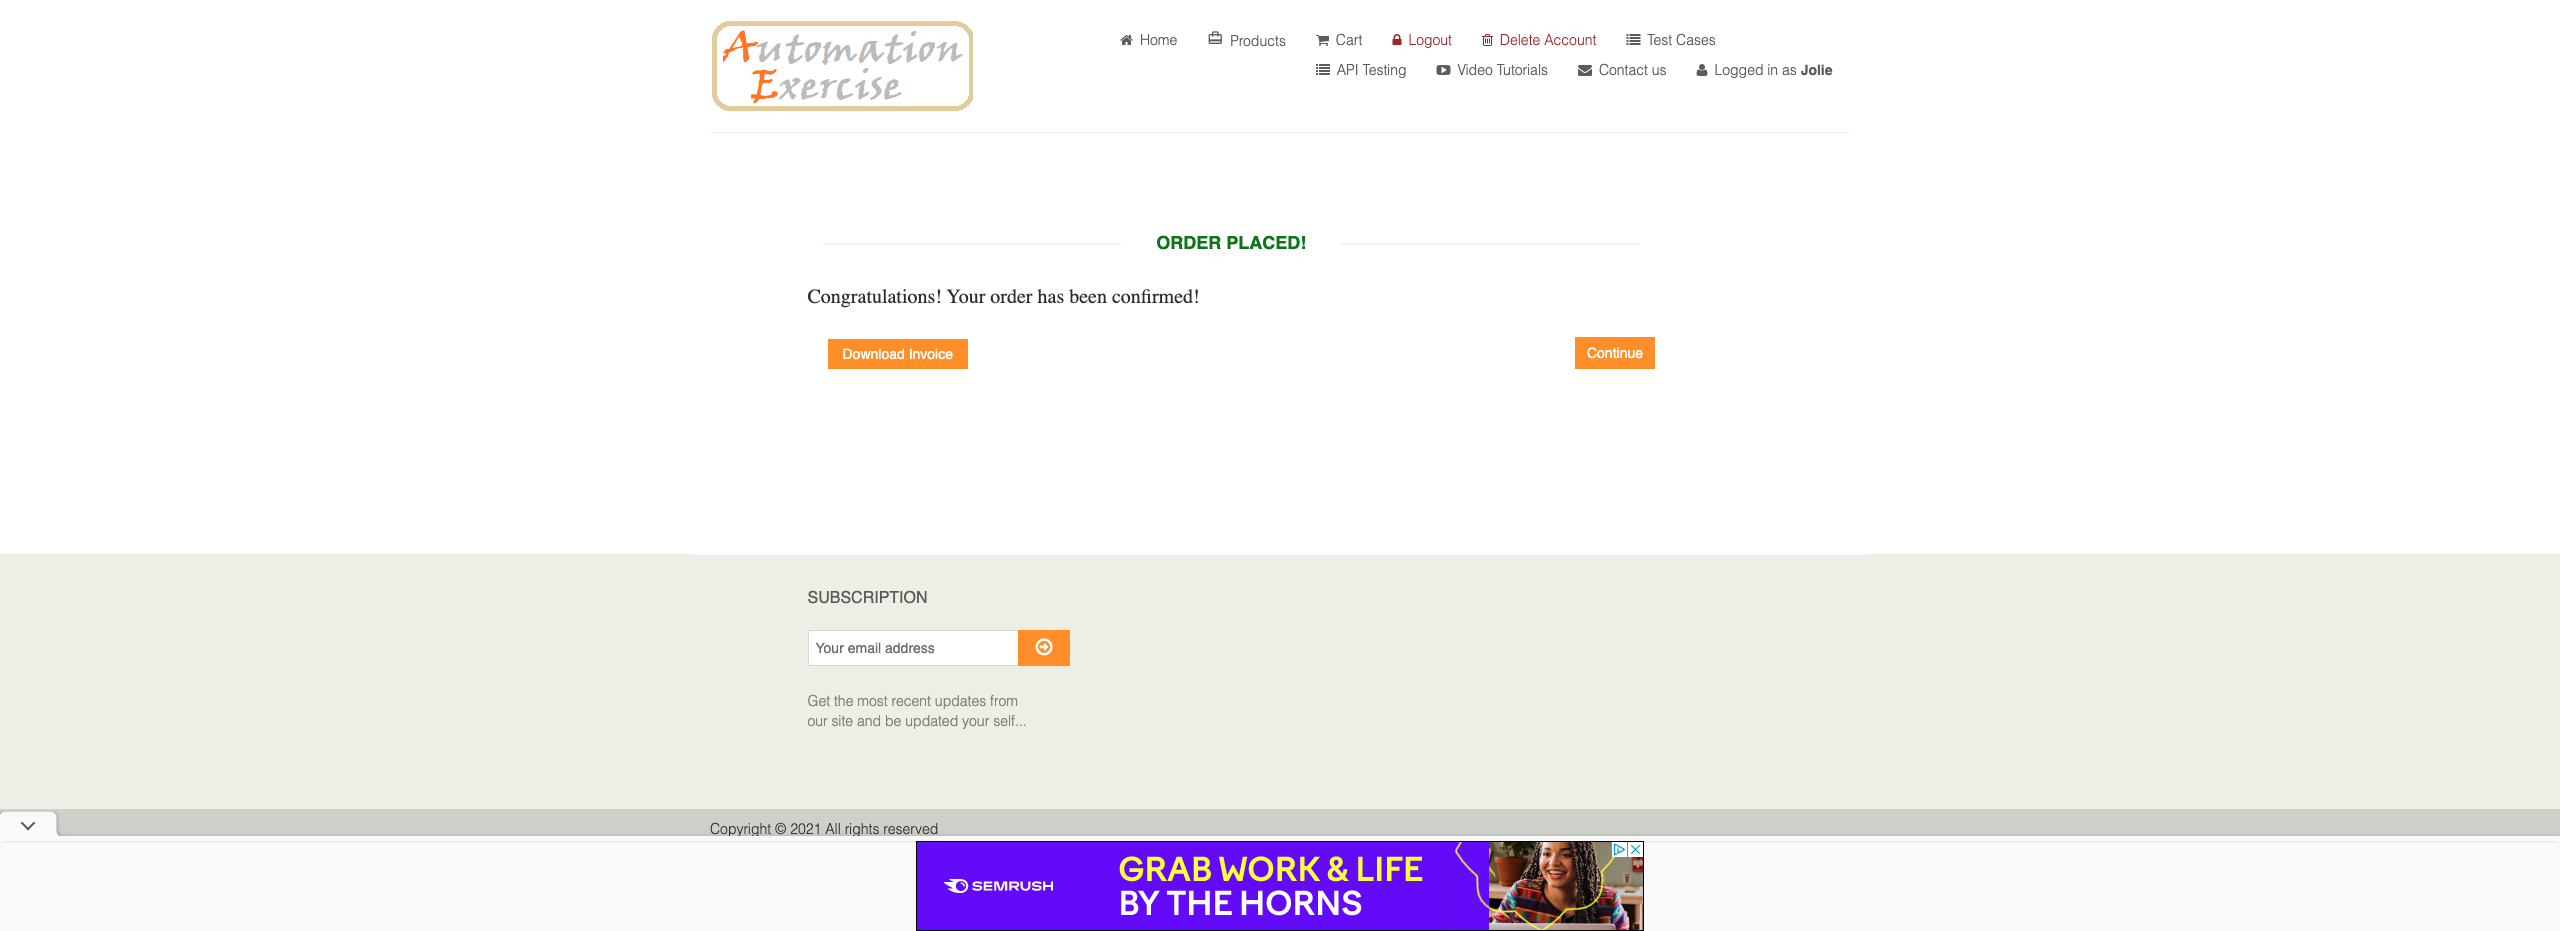 Automation
Exercise
Home
Products
Cart
Logout
Delete Account
Test Cases
API Testing
Video Tutorials
Contact us
Logged in as Jolie
ORDER PLACED!
Congratulations! Your order has been confirmed!
Download Invoice
Continue
SUBSCRIPTION
Your email address
Get the most recent updates from
our site and be updated your self...
Copyright © 2021 All rights reserved
SEMRUSH
GRAB WORK & LIFE
BY THE HORNS